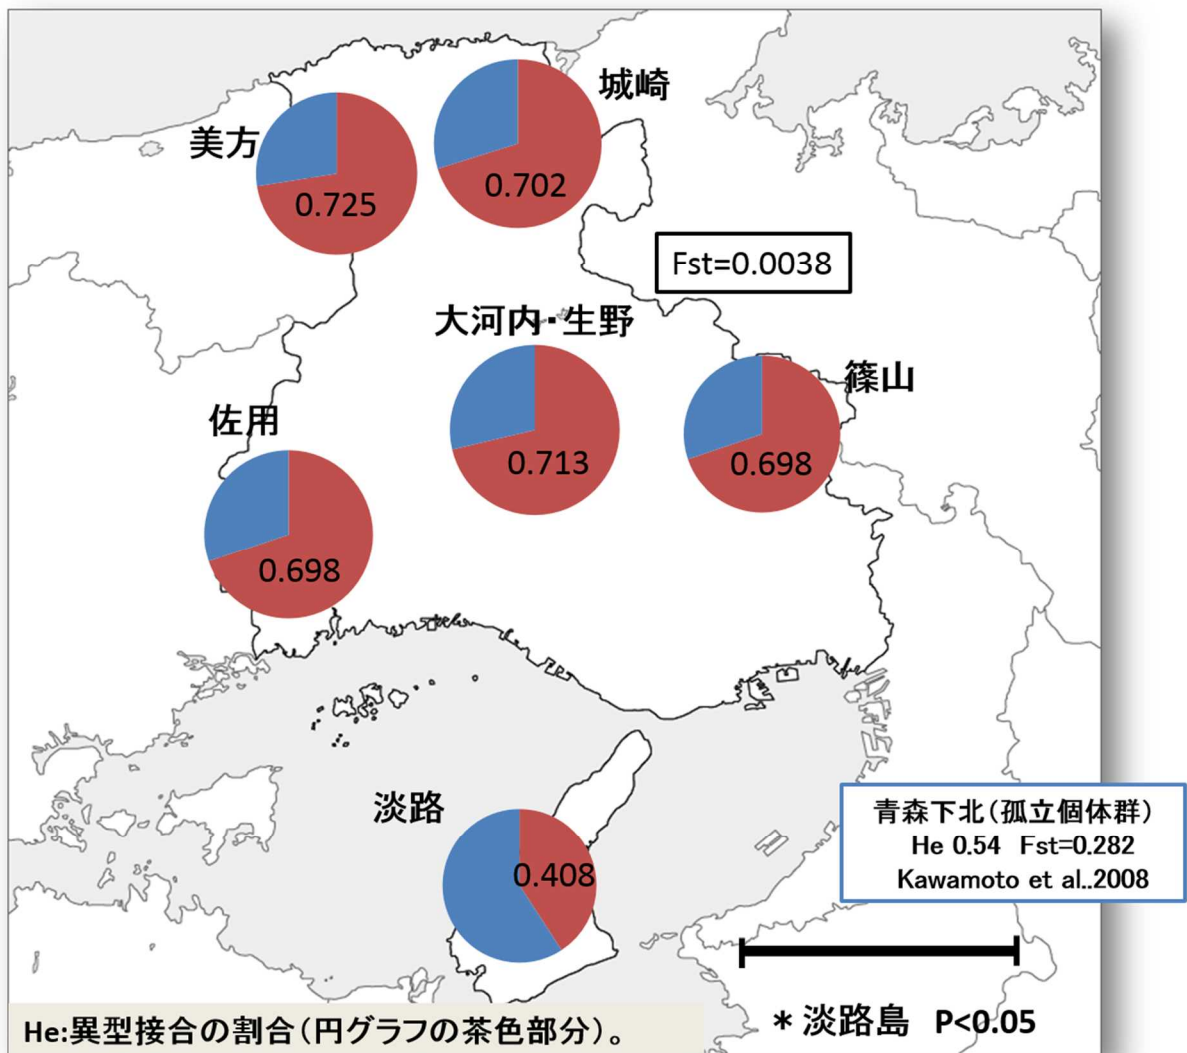 城崎
美方
0.702
0.725
Fst=0.0038
大河内・生野
篠山
佐用
0.713
0.698
0.698
淡路
青森下北(孤立個体群)
He 0.54 Fst=0.282
Kawamoto et al..2008
0.408
He:異型接合の割合(円グラフの茶色部分)。
*淡路島 P<0.05